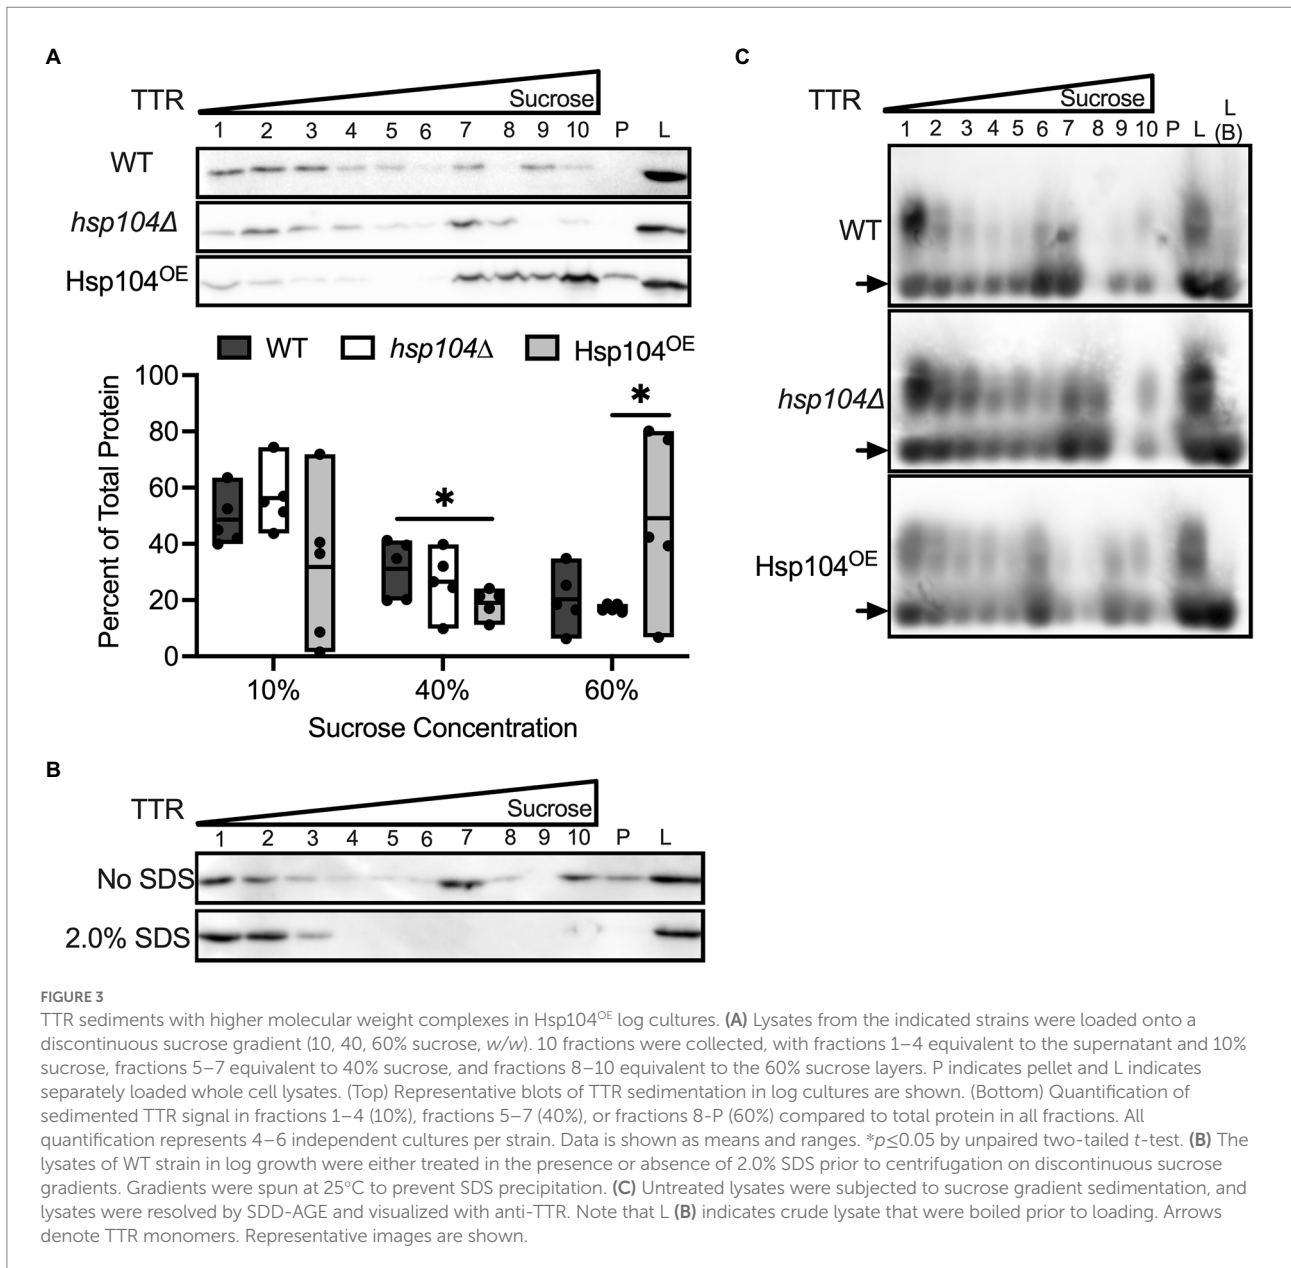 A
TTR
Sucrose
1 2 3 4 5 6 7 8 9 10 P L
WT
hsp104Δ
Hsp104OE
WT hsp104Δ Hsp104OE
Percent of Total Protein
100
80
60
40
20
0
*
*
10% 40% 60%
Sucrose Concentration
B
TTR
Sucrose
1 2 3 4 5 6 7 8 9 10 P L
No SDS
2.0% SDS
C
TTR
Sucrose
1 2 3 4 5 6 7 8 9 10 P L L (B)
WT
hsp104Δ
Hsp104OE
FIGURE 3
TTR sediments with higher molecular weight complexes in Hsp104OE log cultures. (A) Lysates from the indicated strains were loaded onto a
discontinuous sucrose gradient (10, 40, 60% sucrose, w/w). 10 fractions were collected, with fractions 1–4 equivalent to the supernatant and 10%
sucrose, fractions 5–7 equivalent to 40% sucrose, and fractions 8–10 equivalent to the 60% sucrose layers. P indicates pellet and L indicates
separately loaded whole cell lysates. (Top) Representative blots of TTR sedimentation in log cultures are shown. (Bottom) Quantification of
sedimented TTR signal in fractions 1–4 (10%), fractions 5–7 (40%), or fractions 8-P (60%) compared to total protein in all fractions. All
quantification represents 4–6 independent cultures per strain. Data is shown as means and ranges. *p≤0.05 by unpaired two-tailed t-test. (B) The
lysates of WT strain in log growth were either treated in the presence or absence of 2.0% SDS prior to centrifugation on discontinuous sucrose
gradients. Gradients were spun at 25°C to prevent SDS precipitation. (C) Untreated lysates were subjected to sucrose gradient sedimentation, and
lysates were resolved by SDD-AGE and visualized with anti-TTR. Note that L (B) indicates crude lysate that were boiled prior to loading. Arrows
denote TTR monomers. Representative images are shown.